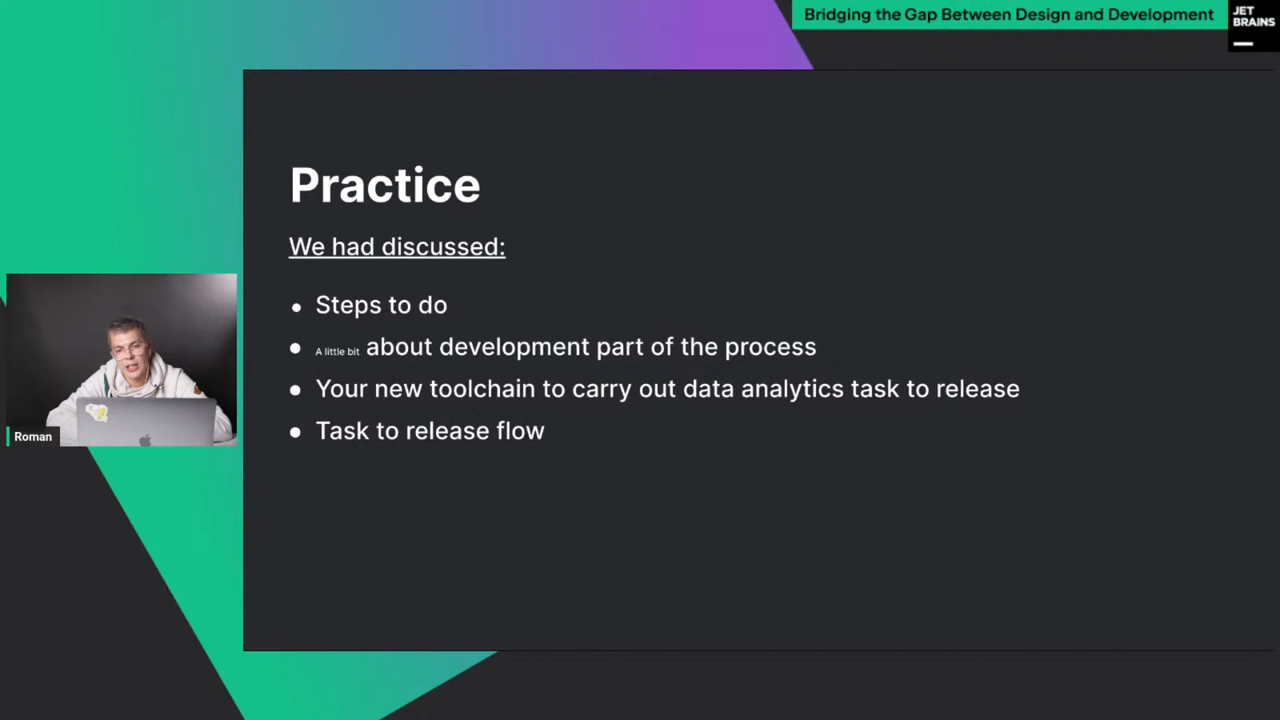 Bridging the Gap Between Design and Development
JET
BRAINS
Practice
We had discussed:
• Steps to do
• A little bit about development part of the process
• Your new toolchain to carry out data analytics task to release
• Task to release flow
Roman